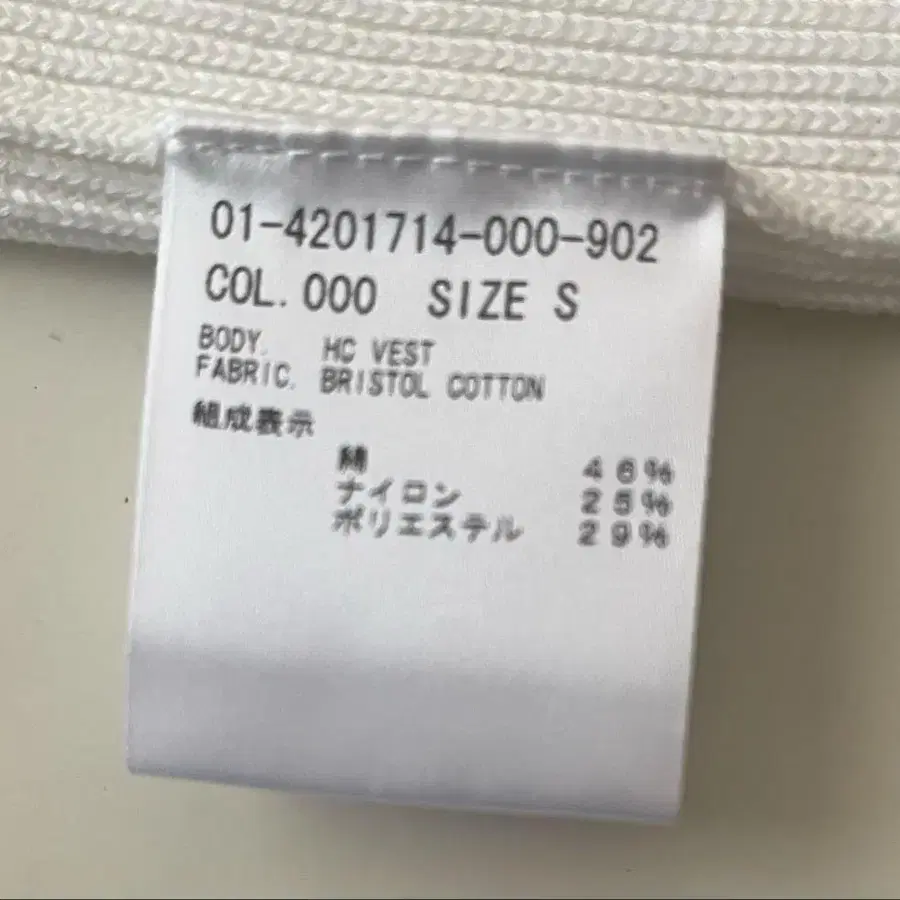 01-4201714-000-902
COL. 000 SIZE S
BODY. HC VEST
FABRIC. BRISTOL COTTON
組成表示
綿 46%
ナイロン 25%
ポリエステル 29%